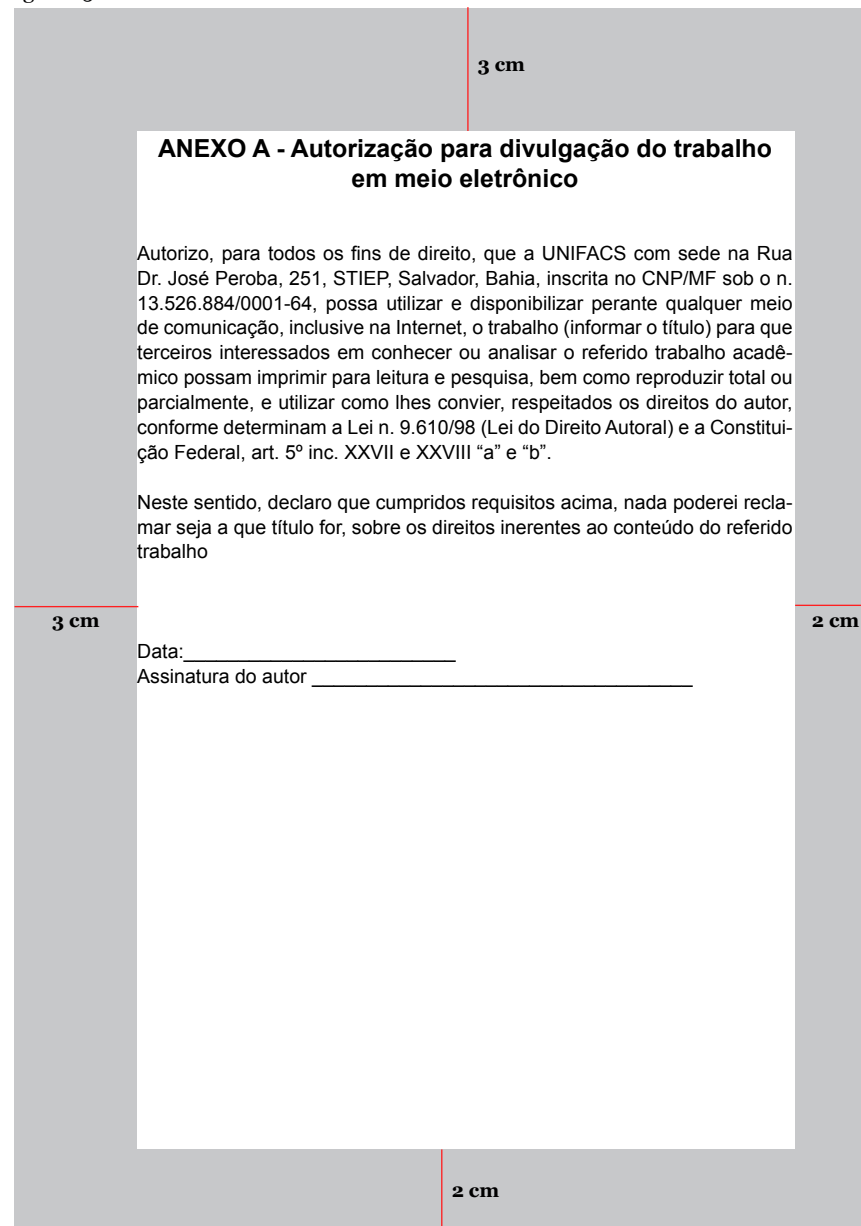 3 cm
ANEXO A - Autorização para divulgação do trabalho
em meio eletrônico
Autorizo, para todos os fins de direito, que a UNIFACS com sede na Rua
Dr. José Peroba, 251, STIEP, Salvador, Bahia, inscrita no CNP/MF sob o n.
13.526.884/0001-64, possa utilizar e disponibilizar perante qualquer meio
de comunicação, inclusive na Internet, o trabalho (informar o título) para que
terceiros interessados em conhecer ou analisar o referido trabalho acadê-
mico possam imprimir para leitura e pesquisa, bem como reproduzir total ou
parcialmente, e utilizar como lhes convier, respeitados os direitos do autor,
conforme determinam a Lei n. 9.610/98 (Lei do Direito Autoral) e a Constitui-
ção Federal, art. 5º inc. XXVII e XXVIII “a” e “b”.
Neste sentido, declaro que cumpridos requisitos acima, nada poderei recla-
mar seja a que título for, sobre os direitos inerentes ao conteúdo do referido
trabalho
3 cm
2 cm
Data:_________________________
Assinatura do autor ___________________________________
2 cm